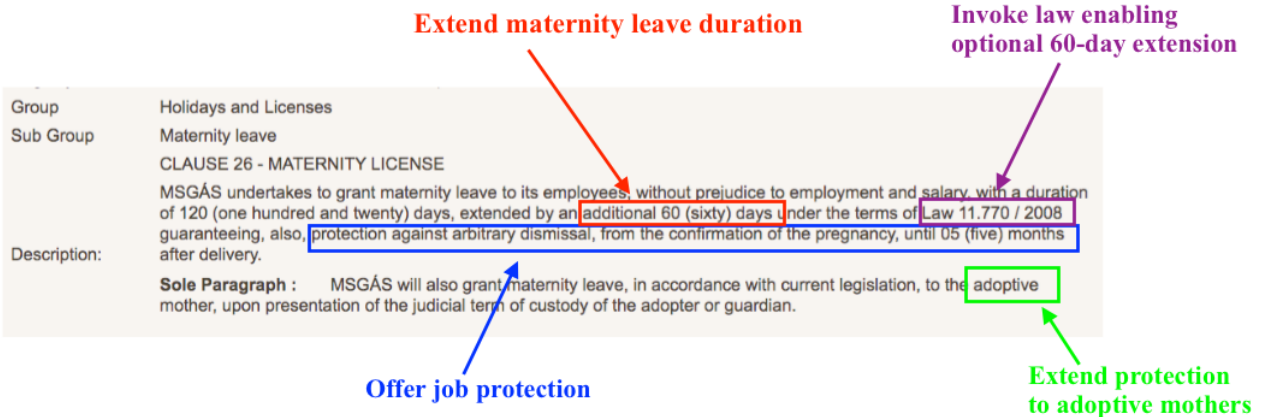 Extend maternity leave duration
Invoke law enabling
optional 60-day extension
Group Holidays and Licenses
Sub Group Maternity leave
CLAUSE 26 - MATERNITY LICENSE
MSGÁS undertakes to grant maternity leave to its employees, without prejudice to employment and salary, with a duration
of 120 (one hundred and twenty) days, extended by an additional 60 (sixty) days under the terms of Law 11.770 / 2008
guaranteeing, also, protection against arbitrary dismissal, from the confirmation of the pregnancy, until 05 (five) months
Description: after delivery.
Sole Paragraph : MSGÁS will also grant maternity leave, in accordance with current legislation, to the adoptive
mother, upon presentation of the judicial term of custody of the adopter or guardian.
Offer job protection
Extend protection
to adoptive mothers